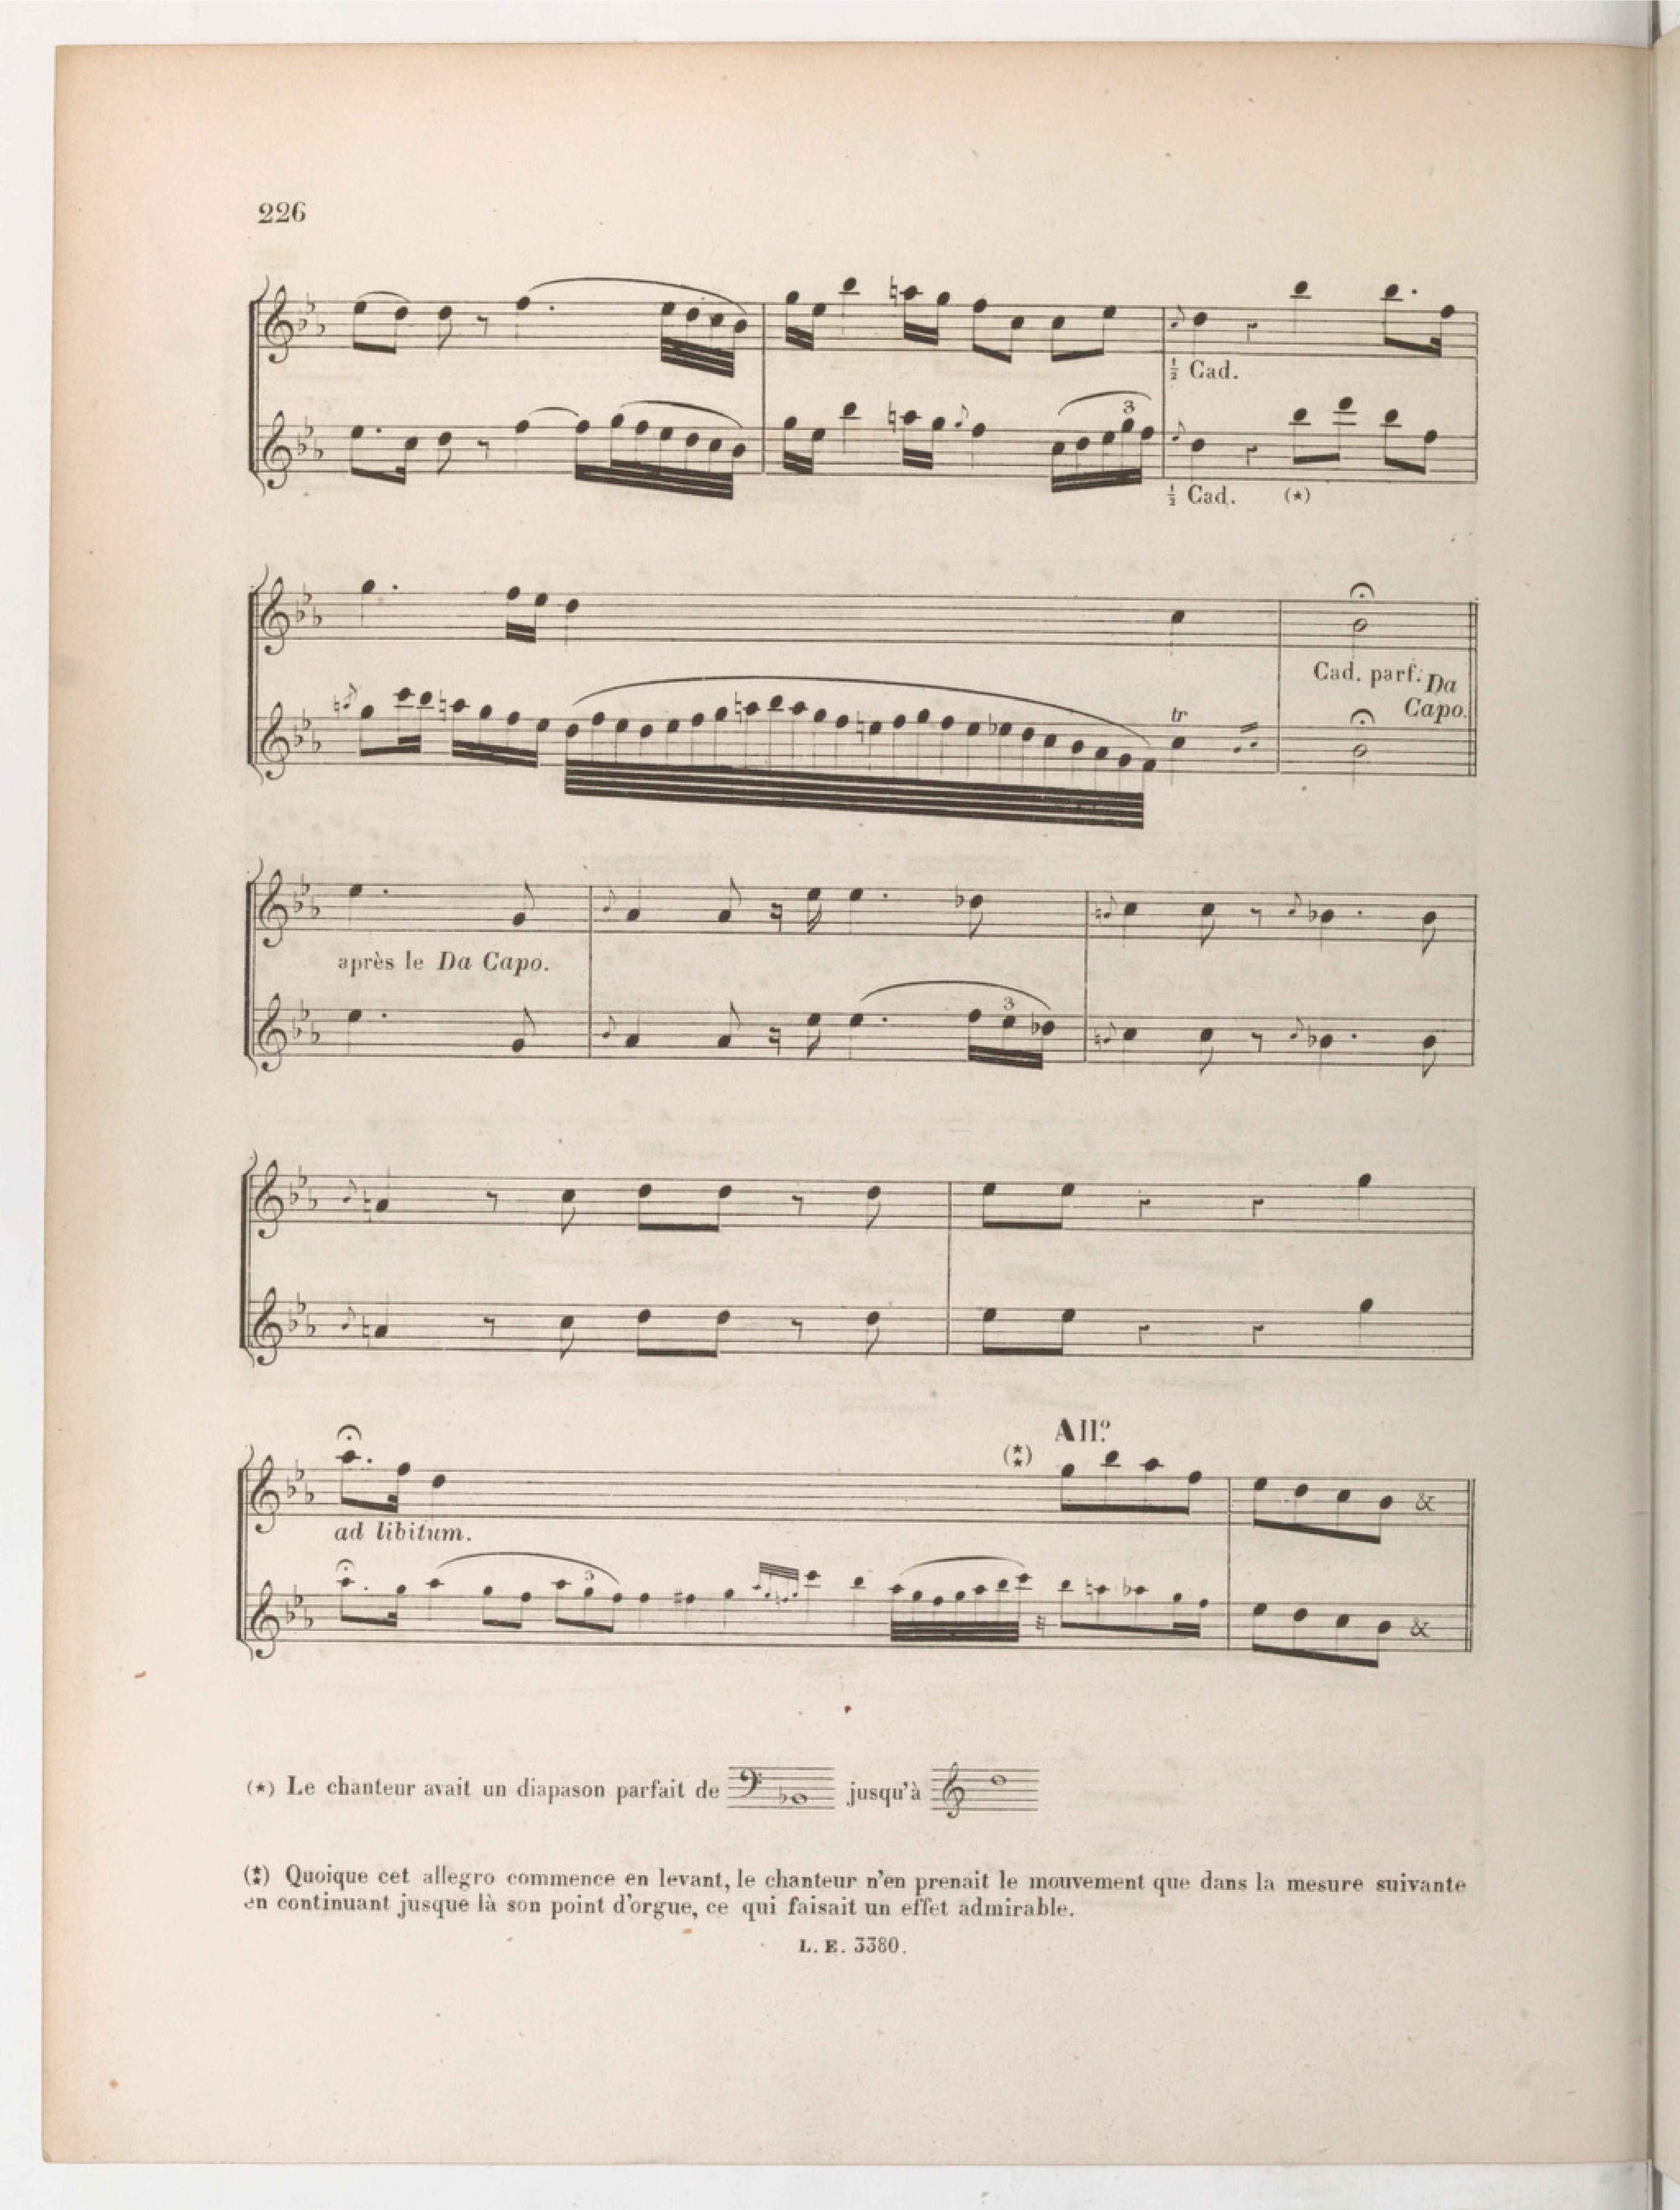 226
½ Cad.
3
½ Cad. (*)
Cad. parf: Da
Capo.
tr
après le Da Capo.
3
All?
(**)
ad libitum.
3
& 
&
(*) Le chanteur avait un diapason parfait de jusqu'à
(**) Quoique cet allegro commence en levant, le chanteur n'en prenait le mouvement que dans la mesure suivante
en continuant jusque là son point d'orgue, ce qui faisait un effet admirable.
L. E. 3380.